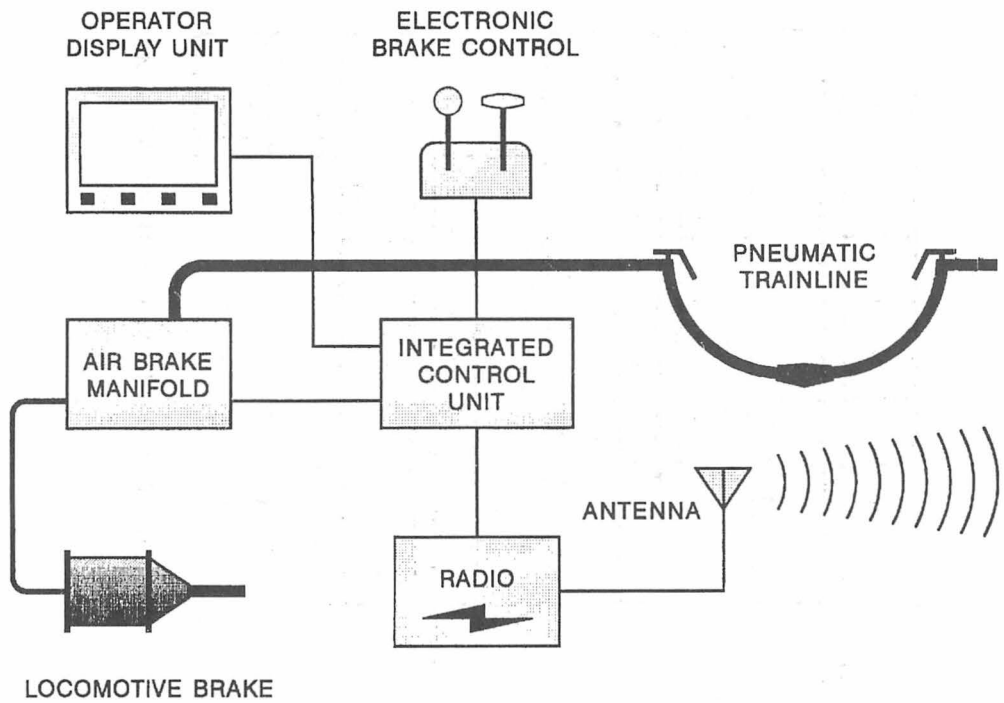 OPERATOR
DISPLAY UNIT
ELECTRONIC
BRAKE CONTROL
PNEUMATIC
TRAINLINE
AIR BRAKE
MANIFOLD
INTEGRATED
CONTROL
UNIT
ANTENNA
RADIO
LOCOMOTIVE BRAKE